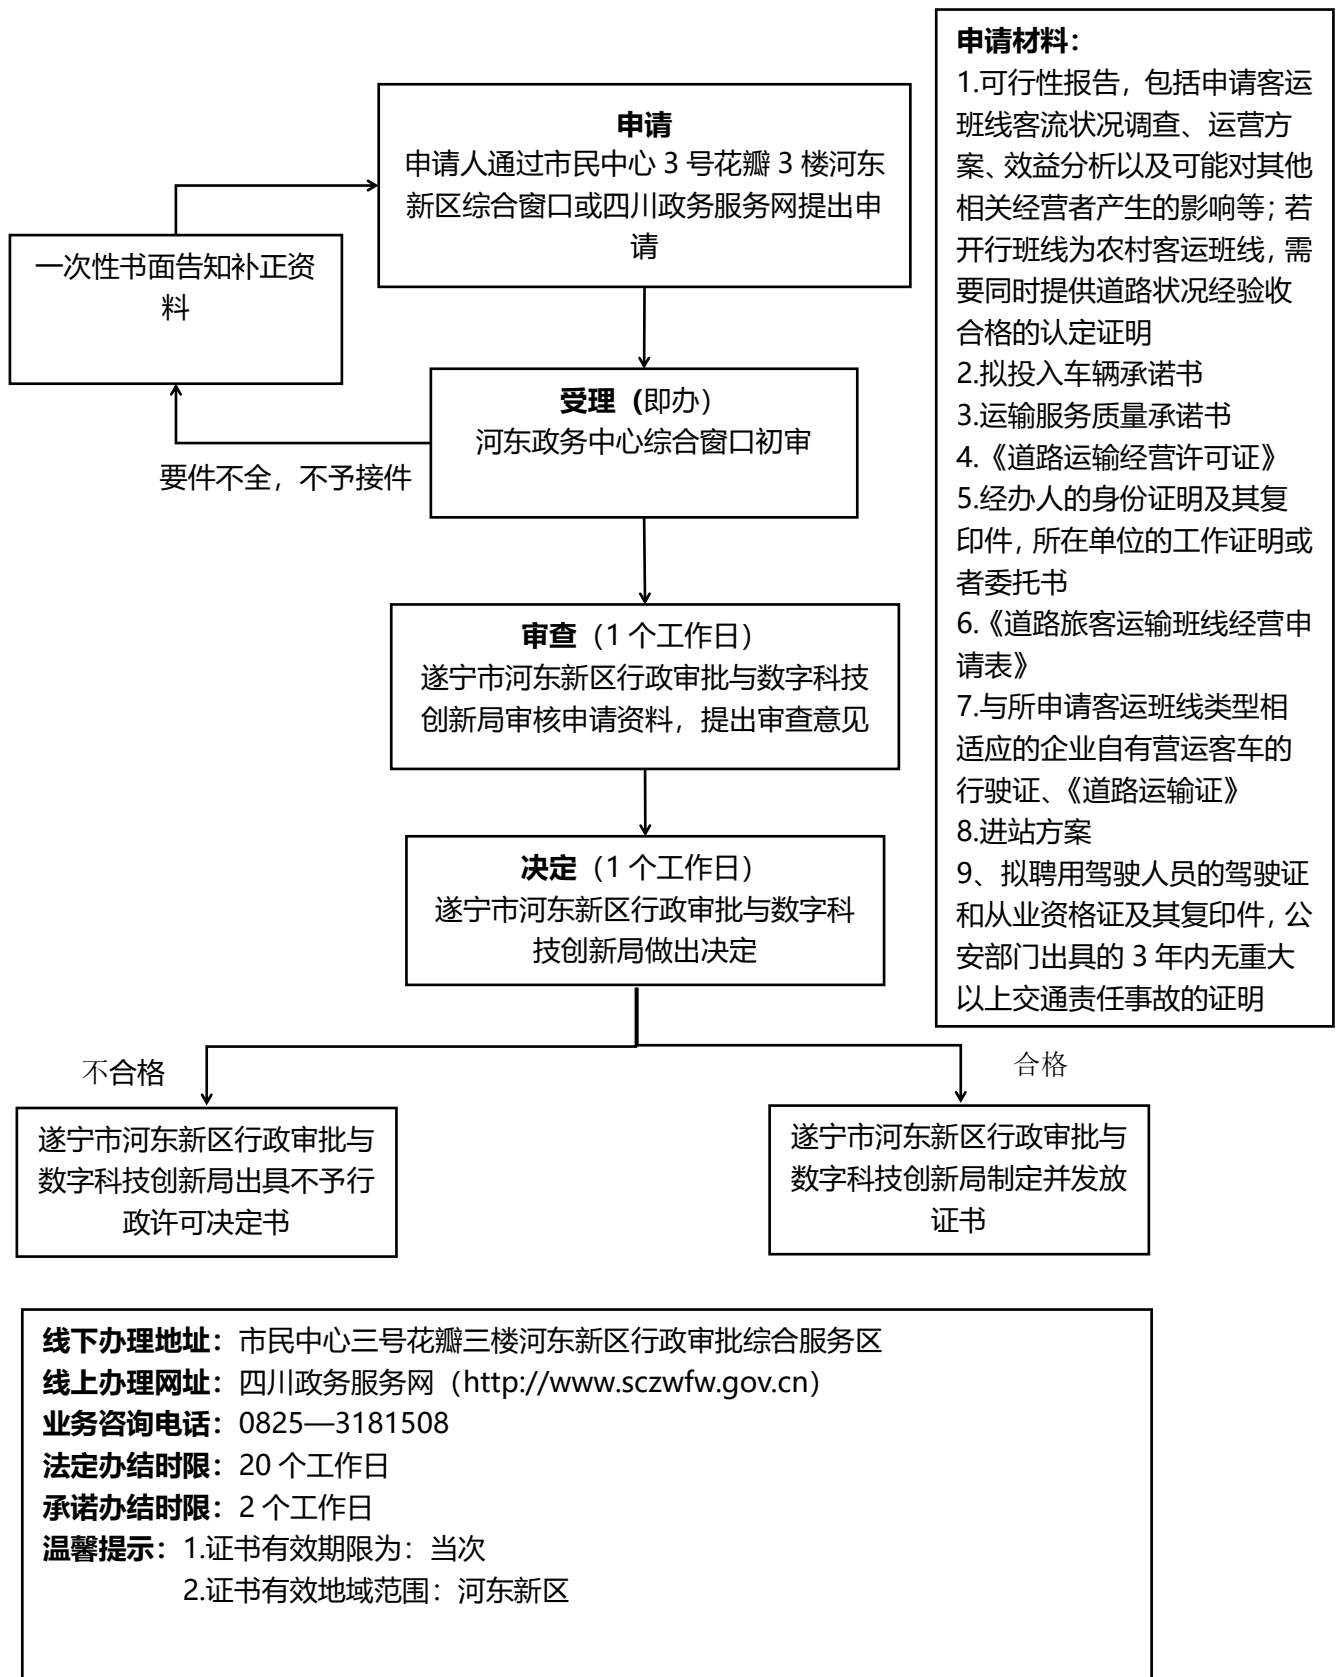 申请
申请人通过市民中心 3 号花瓣 3 楼河东
新区综合窗口或四川政务服务网提出申
请
一次性书面告知补正资
料
受理（即办）
河东政务中心综合窗口初审
要件不全，不予接件
审查（1 个工作日）
遂宁市河东新区行政审批与数字科技
创新局审核申请资料，提出审查意见
决定（1 个工作日）
遂宁市河东新区行政审批与数字科
技创新局做出决定
不合格
合格
遂宁市河东新区行政审批与
数字科技创新局出具不予行
政许可决定书
遂宁市河东新区行政审批与
数字科技创新局制定并发放
证书
申请材料：
1.可行性报告，包括申请客运
班线客流状况调查、运营方
案、效益分析以及可能对其他
相关经营者产生的影响等；若
开行班线为农村客运班线，需
要同时提供道路状况经验收
合格的认定证明
2.拟投入车辆承诺书
3.运输服务质量承诺书
4.《道路运输经营许可证》
5.经办人的身份证明及其复
印件，所在单位的工作证明或
者委托书
6.《道路旅客运输班线经营申
请表》
7.与所申请客运班线类型相
适应的企业自有营运客车的
行驶证、《道路运输证》
8.进站方案
9、拟聘用驾驶人员的驾驶证
和从业资格证及其复印件，公
安部门出具的 3 年内无重大
以上交通责任事故的证明
线下办理地址：市民中心三号花瓣三楼河东新区行政审批综合服务区
线上办理网址：四川政务服务网（http://www.sczwfw.gov.cn）
业务咨询电话：0825—3181508
法定办结时限：20 个工作日
承诺办结时限：2 个工作日
温馨提示：1.证书有效期限为：当次
2.证书有效地域范围：河东新区